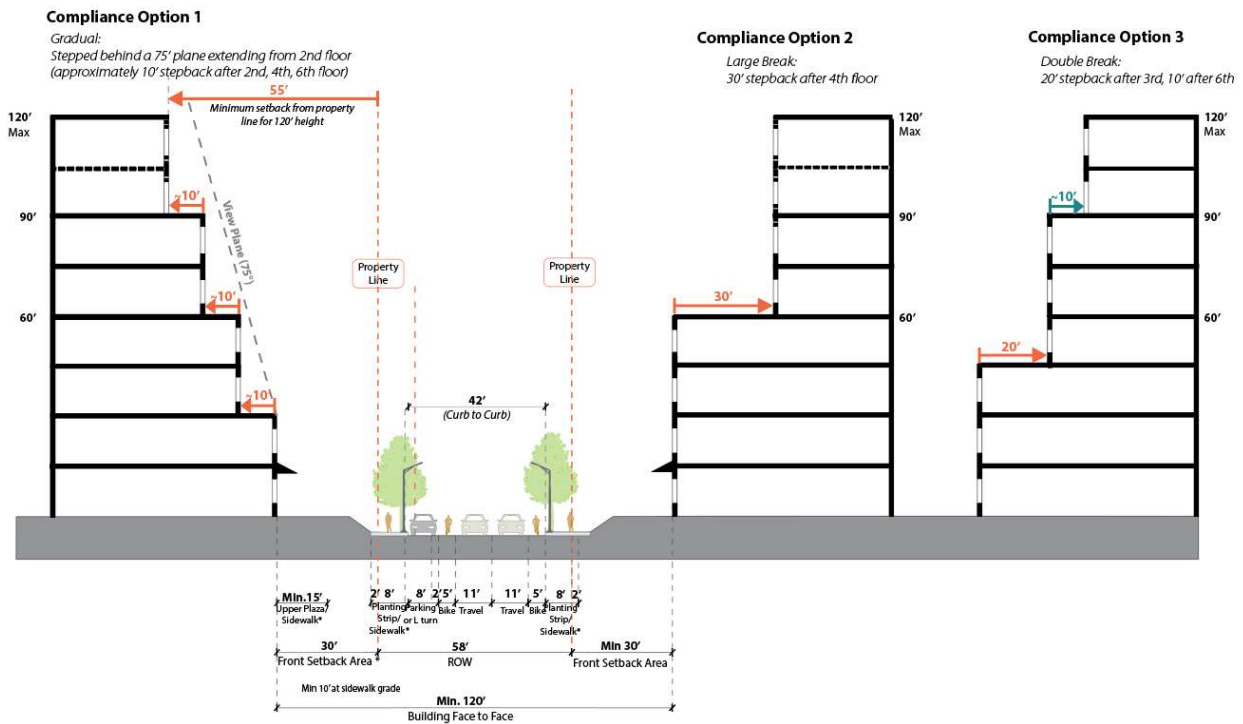 Compliance Option 1
Gradual:
Stepped behind a 75' plane extending from 2nd floor
(approximately 10' stepback after 2nd, 4th, 6th floor)
55'
Minimum setback from property
line for 120' height
120'
Max
~10'
90'
View Plane (75°)
~10'
60'
~10'
Property
Line
Property
Line
42'
(Curb to Curb)
Compliance Option 2
Large Break:
30' stepback after 4th floor
120'
Max
90'
30'
60'
Compliance Option 3
Double Break:
20' stepback after 3rd, 10' after 6th
120'
Max
~10'
90'
60'
20'
Min.15'
Upper Plaza/
Sidewalk*
2' 8' 8' 2' 5' 11' 11' 5' 8' 2'
Planting
Strip/
Sidewalk*
Parking
or L turn
Bike
Travel
Travel
Bike
Planting
Strip/
Sidewalk*
30'
Front Setback Area *
58'
ROW
Min 30'
Front Setback Area
Min 10' at sidewalk grade
Min. 120'
Building Face to Face